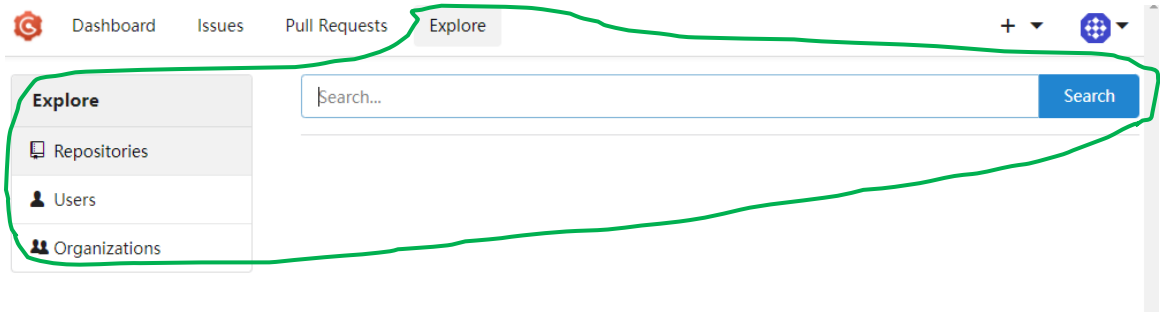 Dashboard Issues Pull Requests Explore
Explore
Search...
Search
Repositories
Users
Organizations